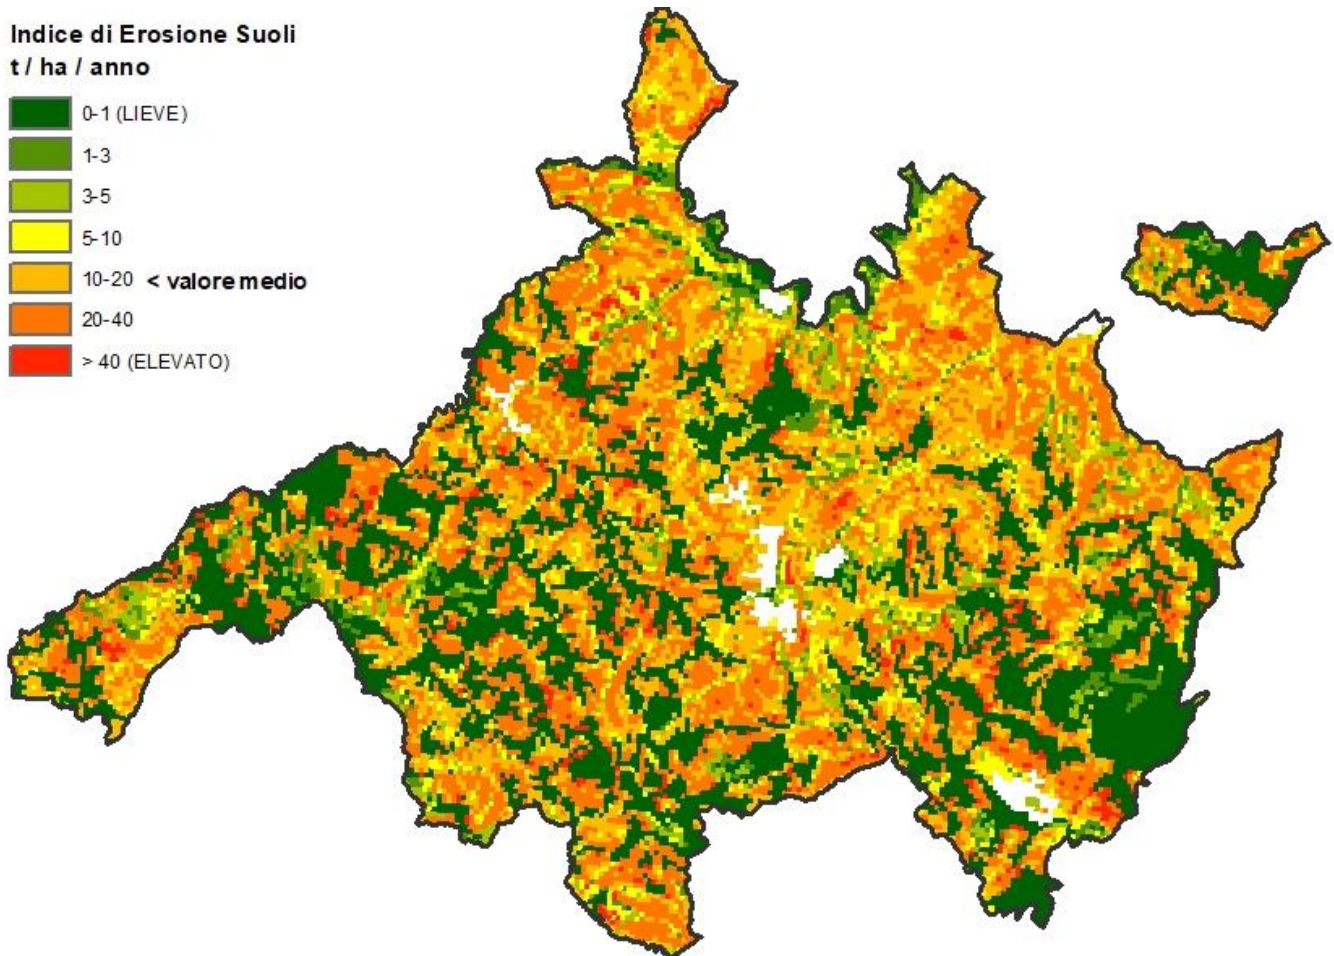 Indice di Erosione Suoli
t / ha / anno
0-1 (LIEVE)
1-3
3-5
5-10
10-20 < valore medio
20-40
> 40 (ELEVATO)